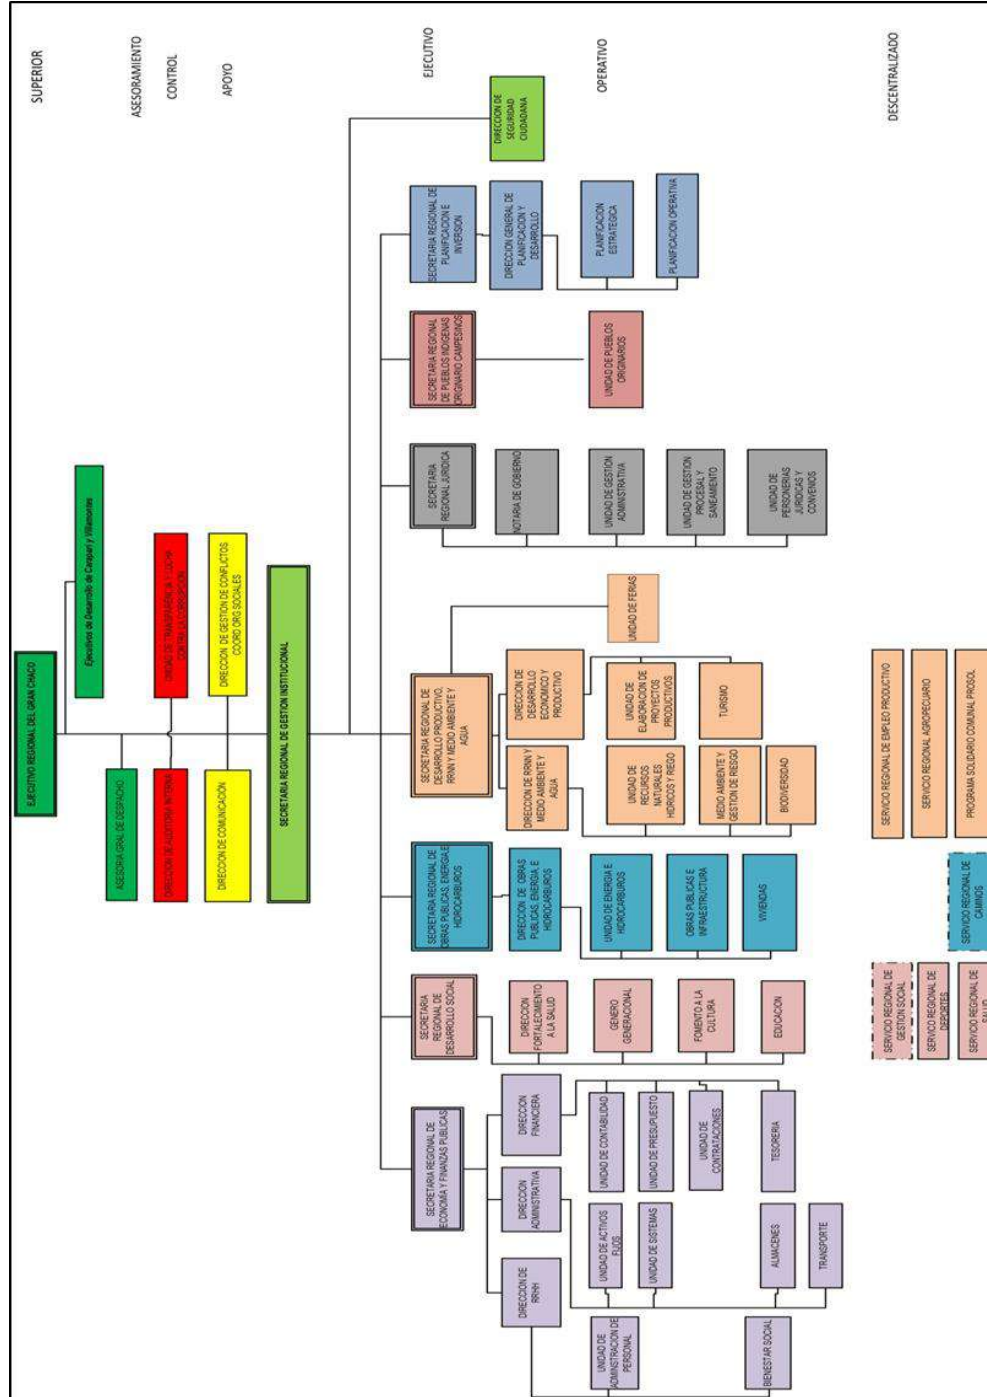 SUPERIOR
EJECUTIVO REGIONAL DEL GRAN CHACO
Ejecutivos de Desarrollo de Carapari y Villamontes
ASESORAMIENTO
ASESORIA GRAL DE DESPACHO
CONTROL
DIRECCION DE AUDITORIA INTERNA
UNIDAD DE TRANSPARENCIA Y LUCHA
CONTRA LA CORRUPCION
APOYO
DIRECCION DE COMUNICACIÓN
DIRECCION DE GESTION DE CONFLICTOS
COORD ORG SOCIALES
SECRETARIA REGIONAL DE GESTION INSTITUCIONAL
EJECUTIVO
SECRETARIA REGIONAL DE
ECONOMÍA Y FINANZAS PUBLICAS
SECRETARIA
REGIONAL DE
DESARROLLO SOCIAL
SECRETARIA REGIONAL DE
OBRAS PUBLICAS, ENERGIA E
HIDROCARBUROS
SECRETARIA REGIONAL DE
DESARROLLO PRODUCTIVO,
RRNN Y MEDIO AMBIENTE Y
AGUA
SECRETARIA
REGIONAL JURIDICA
SECRETARIA REGIONAL
DE PUEBLOS INDIGENAS
ORIGINARIO CAMPESINOS
SECRETARIA REGIONAL DE
PLANIFICACION E
INVERSION
DIRECCION DE
RRHH
DIRECCION
ADMINISTRATIVA
DIRECCION
FINANCIERA
DIRECCION
FORTALECIMIENTO
A LA SALUD
DIRECCION DE OBRAS
PUBLICAS, ENERGIA, E
HIDROCARBUROS
DIRECCION DE RRNN Y
MEDIO AMBIENTE Y
AGUA
DIRECCION DE
DESARROLLO
ECONOMICO Y
PRODUCTIVO
NOTARIA DE GOBIERNO
DIRECCION GENERAL DE
PLANIFICACION Y
DESARROLLO
DIRECCION DE
SEGURIDAD
CIUDADANA
OPERATIVO
UNIDAD DE
ADMINSTRACION DE
PERSONAL
UNIDAD DE ACTIVOS
FIJOS
UNIDAD DE CONTABILIDAD
GENERO
GENERACIONAL
UNIDAD DE ENERGIA E
HIDROCARBUROS
UNIDAD DE
RECURSOS
NATURALES
HIDRICOS Y RIEGO
UNIDAD DE
ELABORACION DE
PROYECTOS
PRODUCTIVOS
UNIDAD DE FERIAS
UNIDAD DE GESTION
ADMINISTRATIVA
UNIDAD DE PUEBLOS
ORIGINARIOS
PLANIFICACION
ESTRATEGICA
UNIDAD DE SISTEMAS
UNIDAD DE PRESUPUESTO
UNIDAD DE
CONTRATACIONES
FOMENTO A LA
CULTURA
OBRAS PUBLICAS E
INFRAESTRUCTURA
MEDIO AMBIENTE Y
GESTION DE RIESGO
TURISMO
UNIDAD DE GESTION
PROCESAL Y
SANEAMIENTO
PLANIFICACION OPERATIVA
BIENESTAR SOCIAL
ALMACENES
TRANSPORTE
TESORERIA
EDUCACION
VIVIENDAS
BIODIVERSIDAD
UNIDAD DE
PERSONERIAS
JURIDICAS Y
CONVENIOS
DESCENTRALIZADO
SERVICIO REGIONAL DE
GESTION SOCIAL
SERVICO REGIONAL DE
DEPORTES
SERVICIO REGIONAL DE
SALUD
SERVICIO REGIONAL DE
CAMINOS
SERVICIO REGIONAL DE EMPLEO PRODUCTIVO
SERVICIO REGIONAL AGROPECUARIO
PROGRAMA SOLIDARIO COMUNAL PROSOL